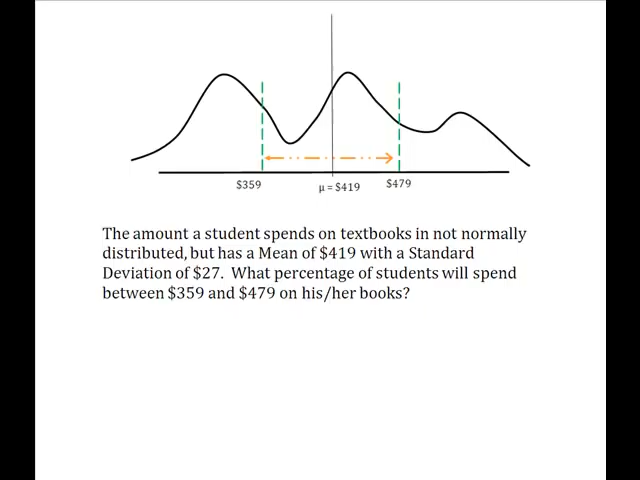 $359
μ = $419
$479
The amount a student spends on textbooks in not normally
distributed, but has a Mean of $419 with a Standard
Deviation of $27. What percentage of students will spend
between $359 and $479 on his/her books?